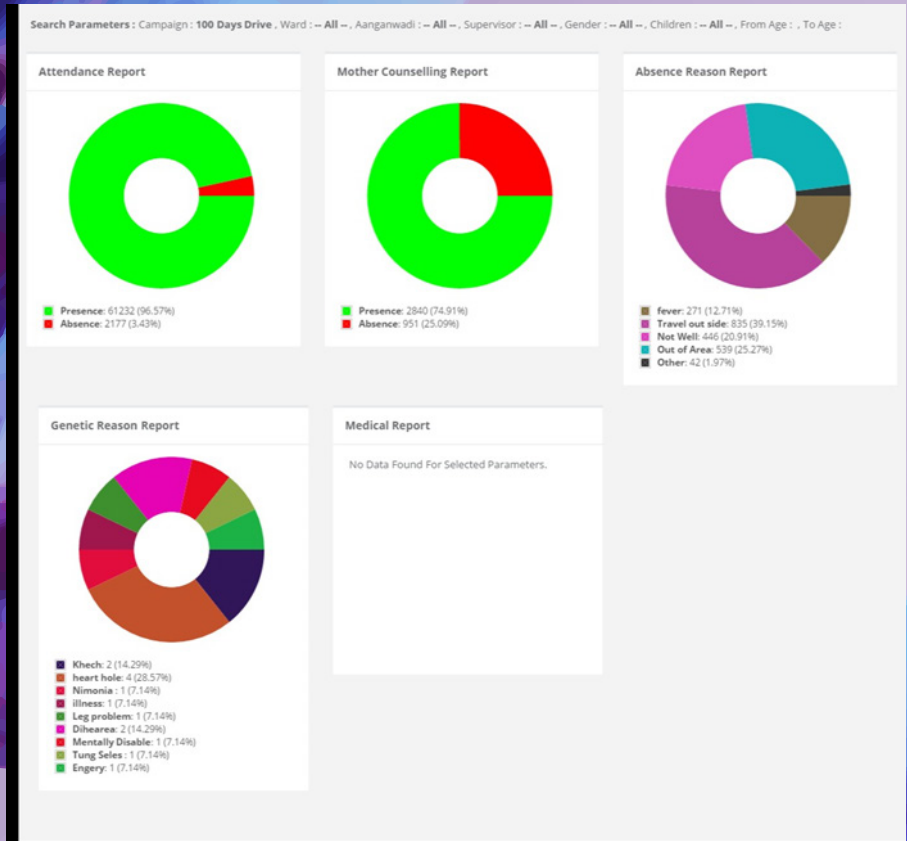 Search Parameters : Campaign : 100 Days Drive , Ward : -- All -- , Aanganwadi : -- All -- , Supervisor : -- All -- , Gender : -- All -- , Children : -- All -- , From Age : , To Age :
Attendance Report
Presence: 61232 (96.57%)
Absence: 2177 (3.43%)
Mother Counselling Report
Presence: 2840 (74.91%)
Absence: 951 (25.09%)
Absence Reason Report
fever: 271 (12.71%)
Travel out side: 835 (39.15%)
Not Well: 446 (20.91%)
Out of Area: 539 (25.27%)
Other: 42 (1.97%)
Genetic Reason Report
Khech: 2 (14.29%)
heart hole: 4 (28.57%)
Nimonia : 1 (7.14%)
illness: 1 (7.14%)
Leg problem: 1 (7.14%)
Dihearea: 2 (14.29%)
Mentally Disable: 1 (7.14%)
Tung Seles : 1 (7.14%)
Engery: 1 (7.14%)
Medical Report
No Data Found For Selected Parameters.